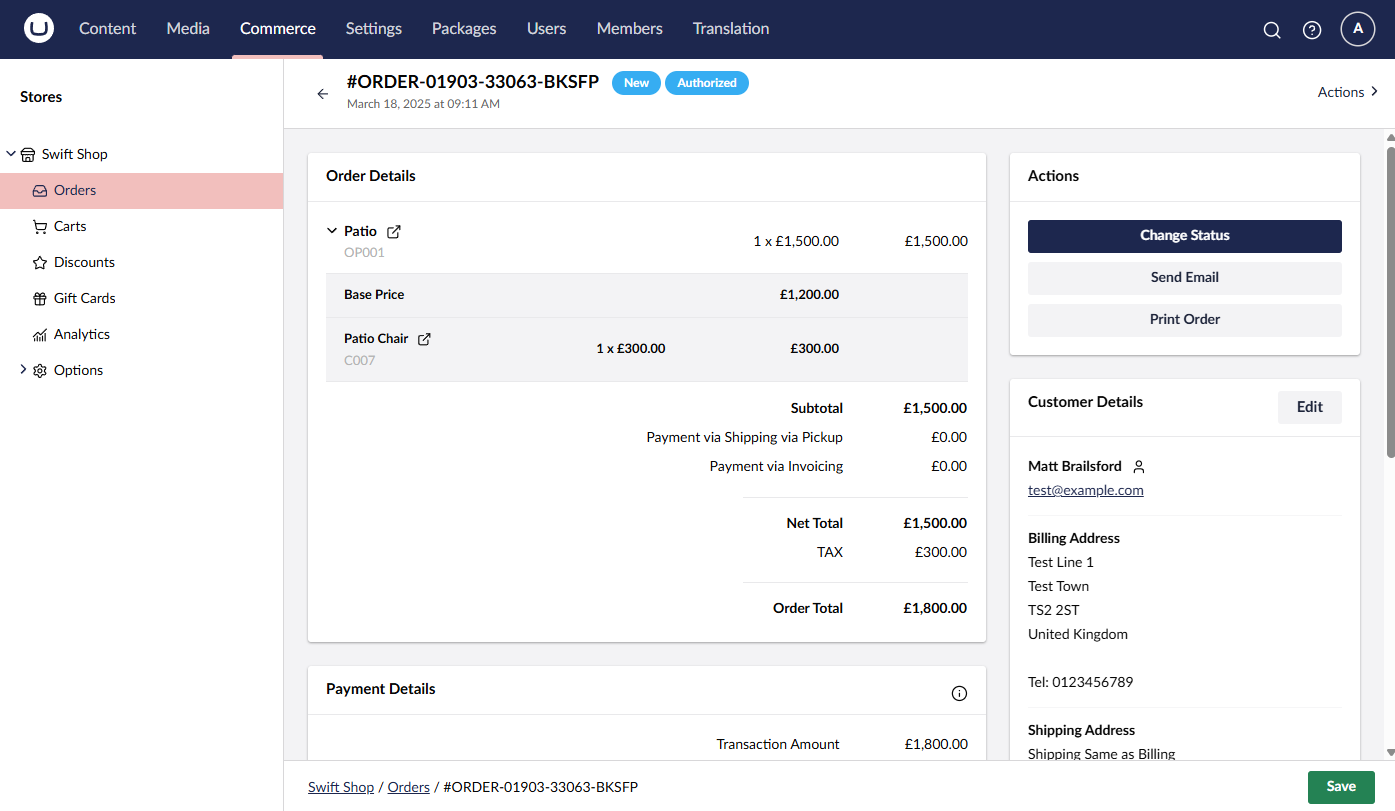 Content Media Commerce Settings Packages Users Members Translation A
Stores
Swift Shop
Orders
Carts
Discounts
Gift Cards
Analytics
Options
#ORDER-01903-33063-BKSFP New Authorized
March 18, 2025 at 09:11 AM
Actions
Order Details
Patio
OP001
1 x £1,500.00 £1,500.00
Base Price £1,200.00
Patio Chair
C007
1 x £300.00 £300.00
Subtotal £1,500.00
Payment via Shipping via Pickup £0.00
Payment via Invoicing £0.00
Net Total £1,500.00
TAX £300.00
Order Total £1,800.00
Payment Details
Transaction Amount £1,800.00
Actions
Change Status
Send Email
Print Order
Customer Details Edit
Matt Brailsford
test@example.com
Billing Address
Test Line 1
Test Town
TS2 2ST
United Kingdom
Tel: 0123456789
Shipping Address
Shipping Same as Billing
Swift Shop / Orders / #ORDER-01903-33063-BKSFP
Save